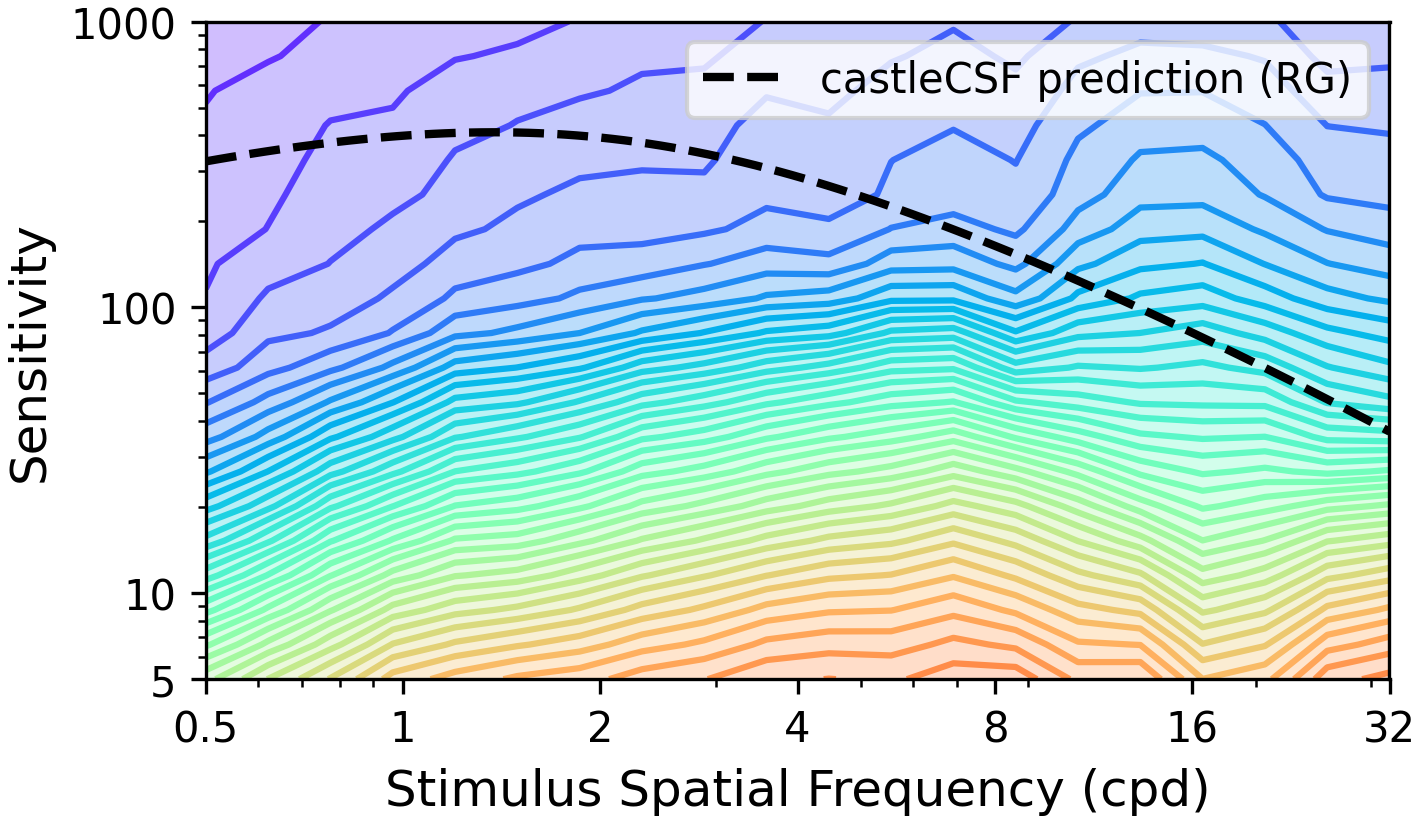 1000
100
10
5
Sensitivity
castleCSF prediction (RG)
0.5 1 2 4 8 16 32
Stimulus Spatial Frequency (cpd)